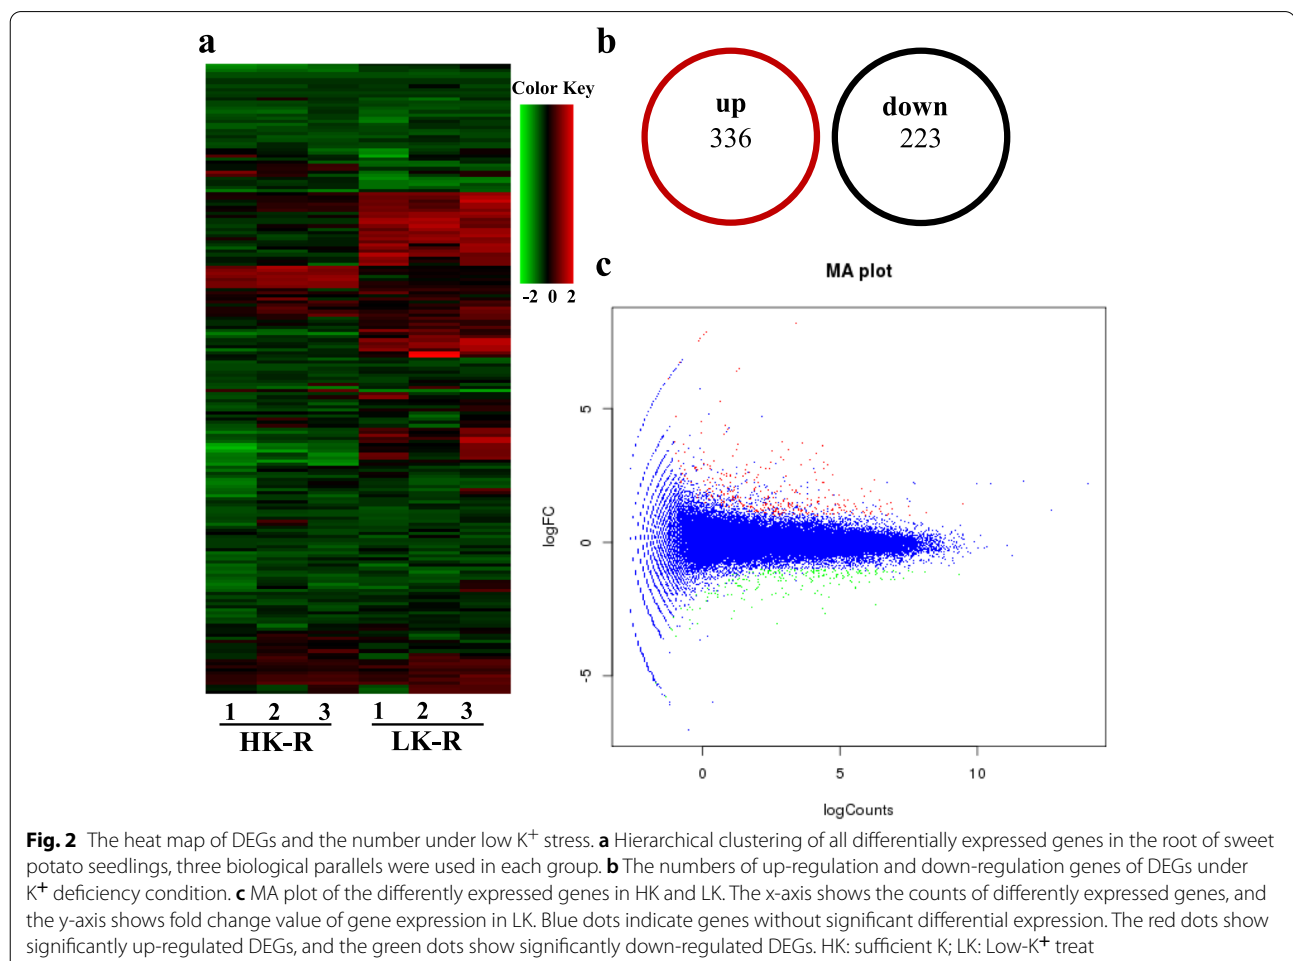 a
Color Key
-2 0 2
1 2 3 1 2 3
HK-R LK-R
b
up
336
down
223
c
MA plot
logFC
5
0
-5
0 5 10
logCounts
Fig. 2 The heat map of DEGs and the number under low K+ stress. a Hierarchical clustering of all differentially expressed genes in the root of sweet
potato seedlings, three biological parallels were used in each group. b The numbers of up-regulation and down-regulation genes of DEGs under
K+ deficiency condition. c MA plot of the differently expressed genes in HK and LK. The x-axis shows the counts of differently expressed genes, and
the y-axis shows fold change value of gene expression in LK. Blue dots indicate genes without significant differential expression. The red dots show
significantly up-regulated DEGs, and the green dots show significantly down-regulated DEGs. HK: sufficient K; LK: Low-K+ treat